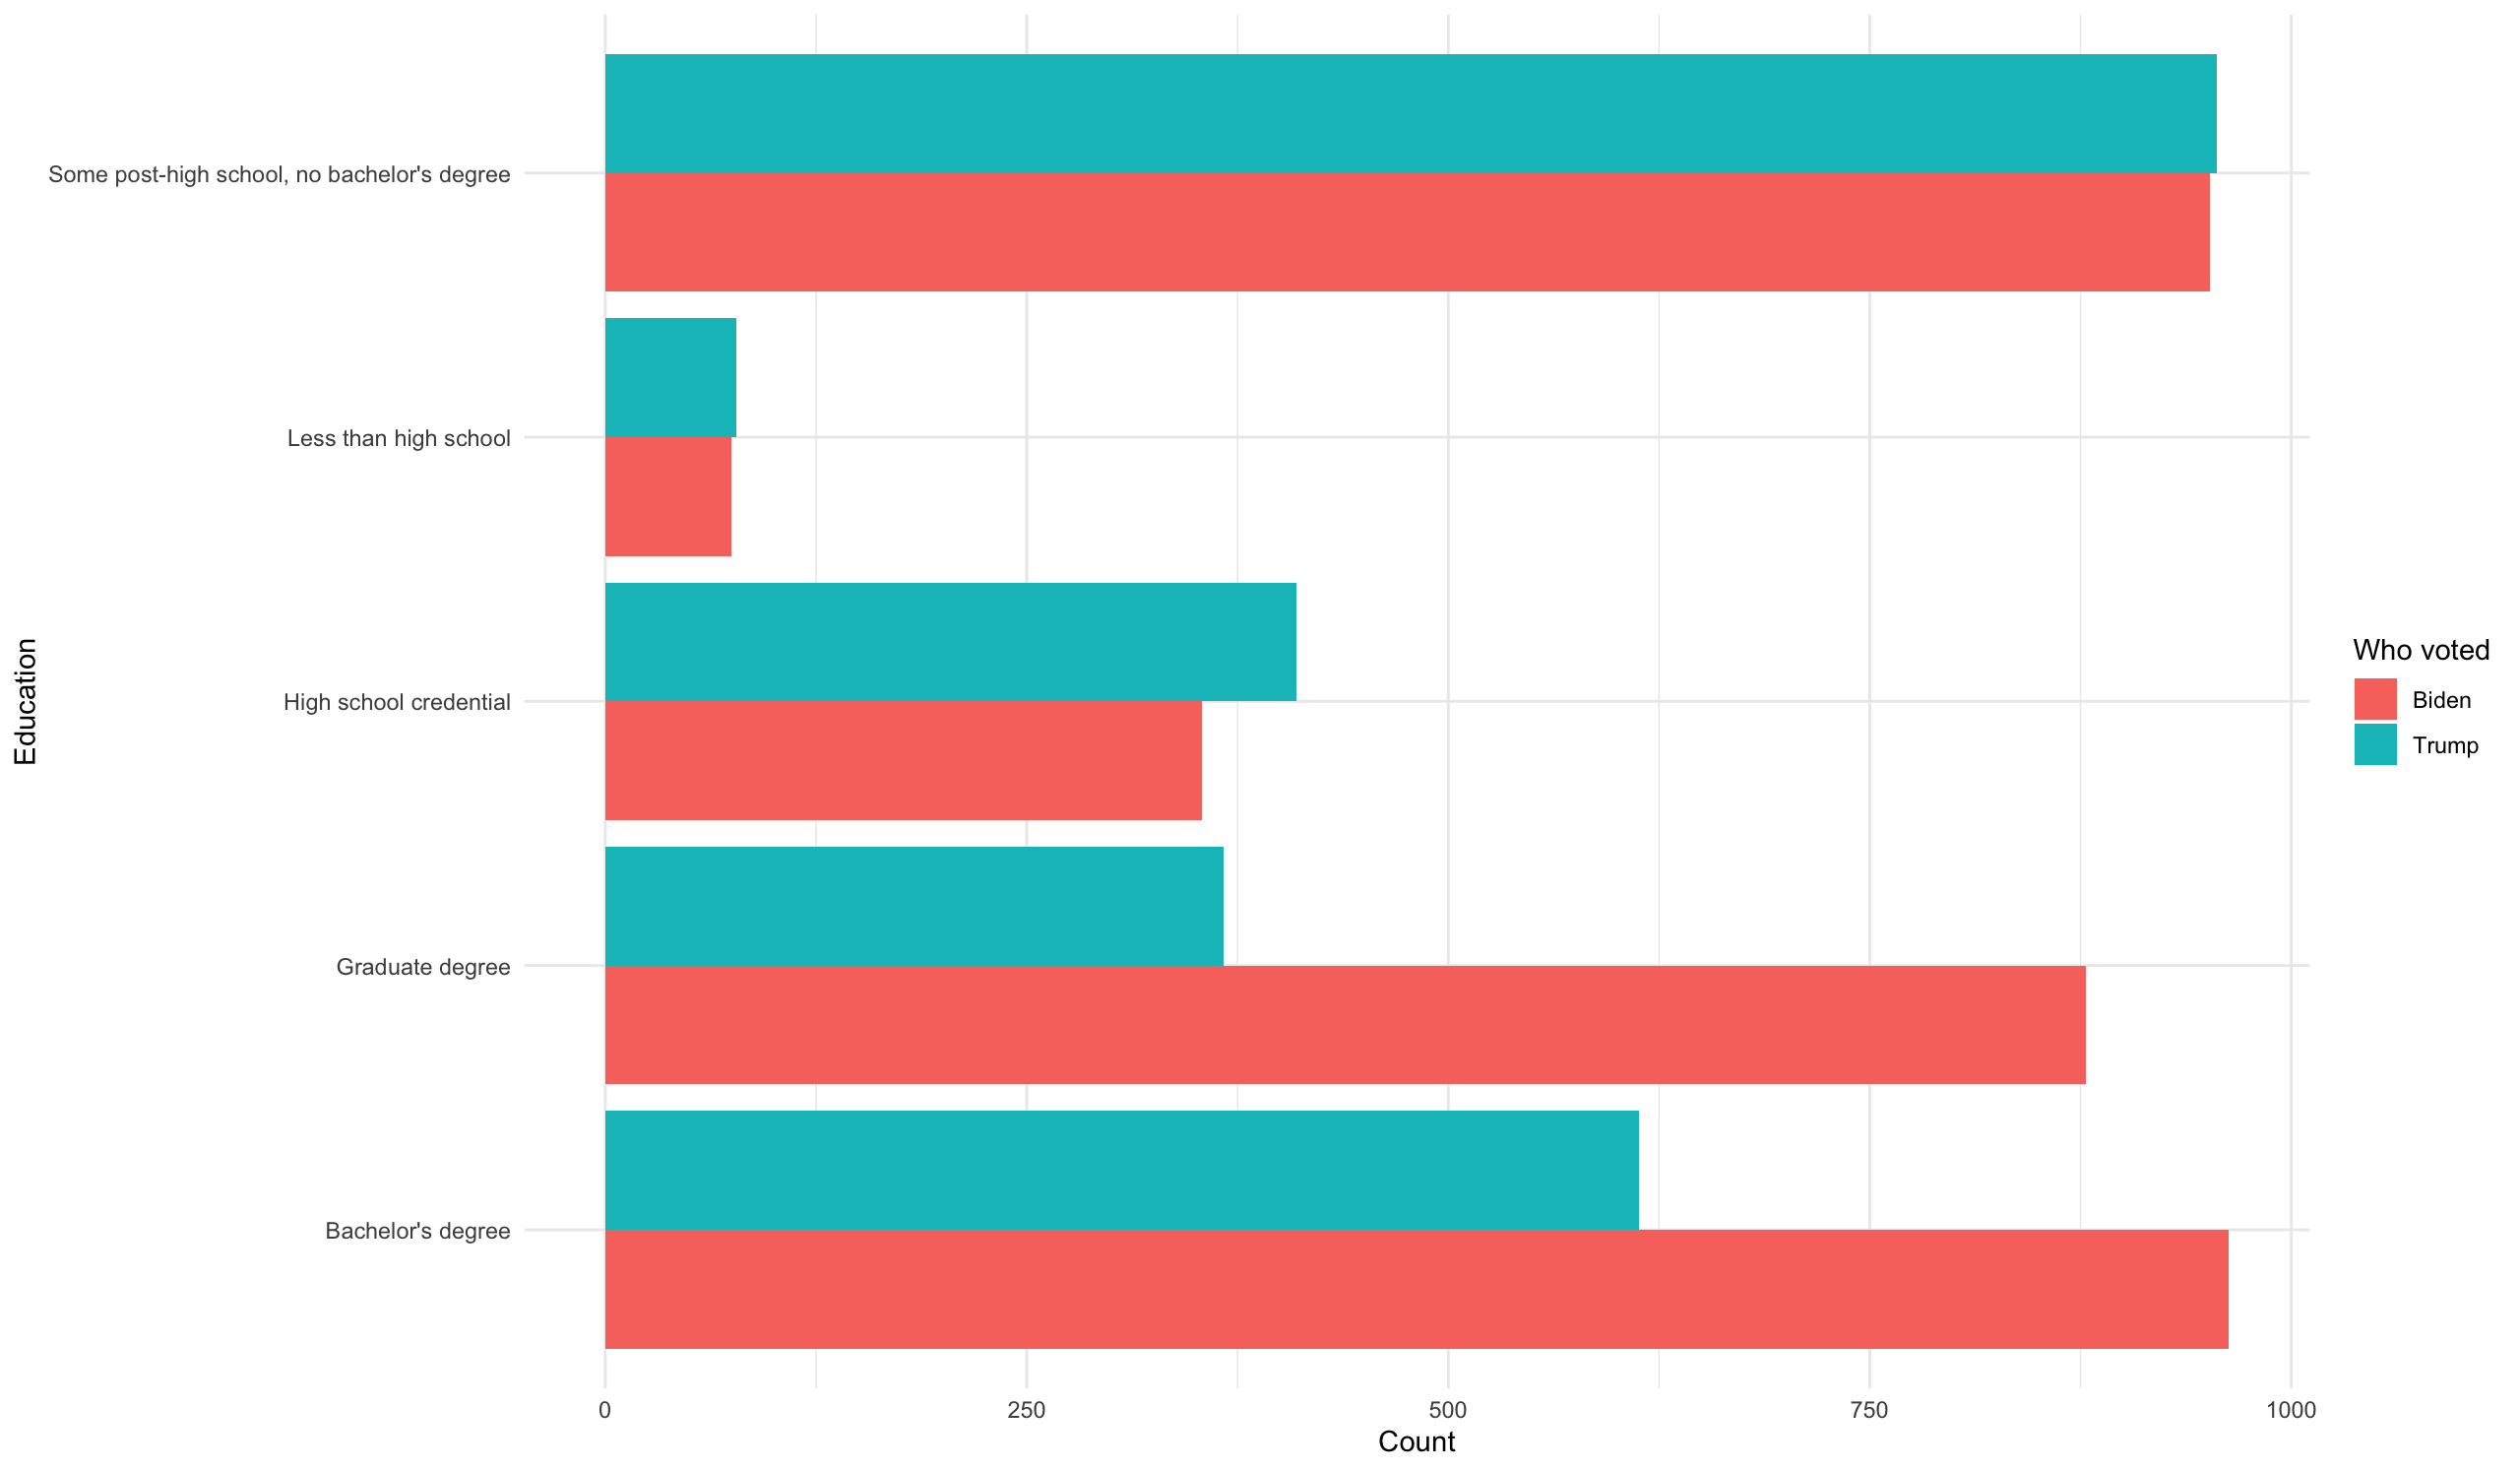 Some post-high school, no bachelor's degree
Less than high school
High school credential
Graduate degree
Bachelor's degree
Education
0 250 500 750 1000
Count
Who voted
Biden
Trump